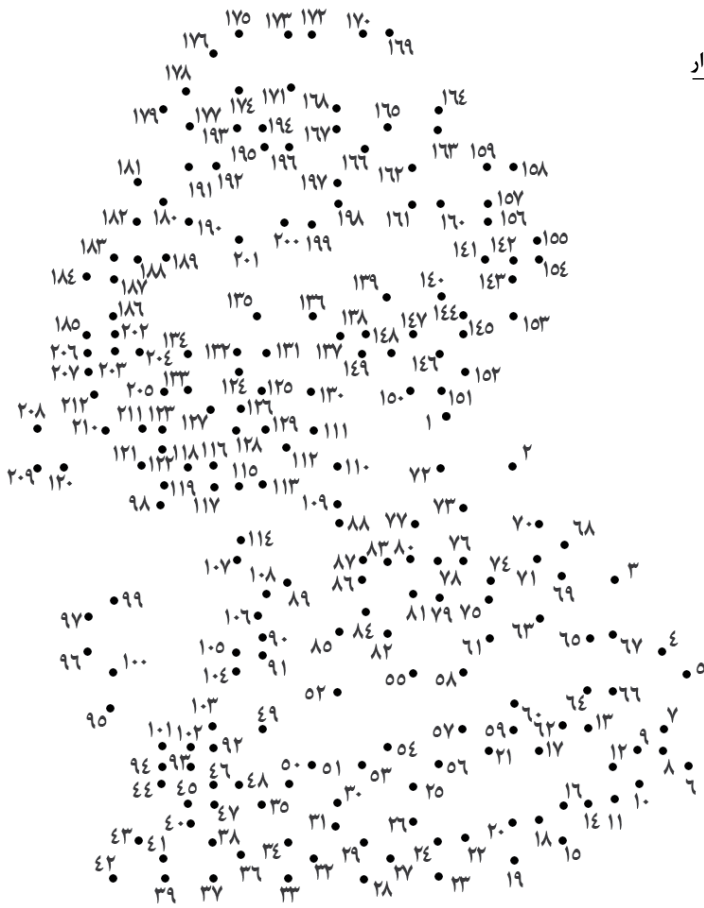 ١٧٠ ١٧٢ ١٧٣ ١٧٥
١٦٩ ١٧٦
دار
١٦٤ ١٦٥ ١٦٨ ١٧١ ١٧٤ ١٧٨
١٦٧ ١٩٤ ١٩٣ ١٧٧ ١٧٩
١٥٨ ١٥٩ ١٦٣ ١٦٢ ١٦٦ ١٩٦ ١٩٥
١٩٧ ١٩٢ ١٩١ ١٨١
١٥٧ ١٥٦ ١٦٠ ١٦١ ١٩٨ ١٨٠ ١٨٢
١٥٥ ١٤٢ ١٤١ ١٩٩ ٢٠٠ ٢٠١ ١٩٠ ١٨٣
١٥٤ ١٤٣ ١٤٠ ١٣٩ ١٨٩ ١٨٨ ١٨٧ ١٨٤
١٥٣ ١٤٤ ١٣٦ ١٣٥ ١٨٦
١٤٥ ١٤٧ ١٤٨ ١٣٨ ١٣٧ ١٣٤ ٢٠٢ ١٨٥
١٤٦ ١٤٩ ١٣١ ١٣٢ ٢٠٤ ٢٠٣ ٢٠٦
١٥٢ ١٥١ ١٥٠ ١٣٠ ١٢٥ ١٢٤ ١٣٣ ٢٠٥ ٢٠٧
١ ١٢٦ ١٢٧ ١٢٣ ٢١١ ٢١٢ ٢٠٨
١١١ ١٢٩ ١٢٨ ٢١٠
٢ ٧٢ ١١٠ ١١٢ ١١٥ ١١٦ ١١٨ ١٢٢ ١٢١ ١٢٠ ٢٠٩
٧٣ ١٠٩ ١١٣ ١١٧ ١١٩ ٩٨
٦٨ ٧٠ ٧٦ ٧٧ ٨٨ ١١٤
٣ ٦٩ ٧١ ٧٤ ٧٨ ٨٠ ٨٣ ٨٧ ٨٦ ١٠٨ ١٠٧
٧٥ ٧٩ ٨١ ٨٩ ٩٩
٤ ٦٧ ٦٥ ٦٣ ٦١ ٨٢ ٨٤ ٨٥ ٩٠ ١٠٦ ٩٧
٥ ٥٨ ٥٥ ٩١ ١٠٥ ١٠٤ ١٠٠ ٩٦
٦٦ ٦٤ ٦٠ ٥٢ ١٠٣ ٩٥
٧ ١٣ ٦٢ ٥٩ ٥٧ ٤٩ ١٠٢ ١٠١
٩ ١٢ ١٧ ٢١ ٥٤ ٩٢
٨ ٦ ٥٦ ٥٣ ٥١ ٥٠ ٤٨ ٤٦ ٩٣ ٩٤
١٠ ١١ ١٤ ١٦ ٢٥ ٣٠ ٣٥ ٤٧ ٤٥ ٤٤
١٨ ٢٠ ٢٦ ٣١ ٤٠
١٥ ٢٢ ٢٤ ٢٩ ٣٤ ٣٨ ٤١ ٤٣
١٩ ٢٣ ٢٧ ٢٨ ٣٢ ٣٣ ٣٦ ٣٧ ٣٩ ٤٢